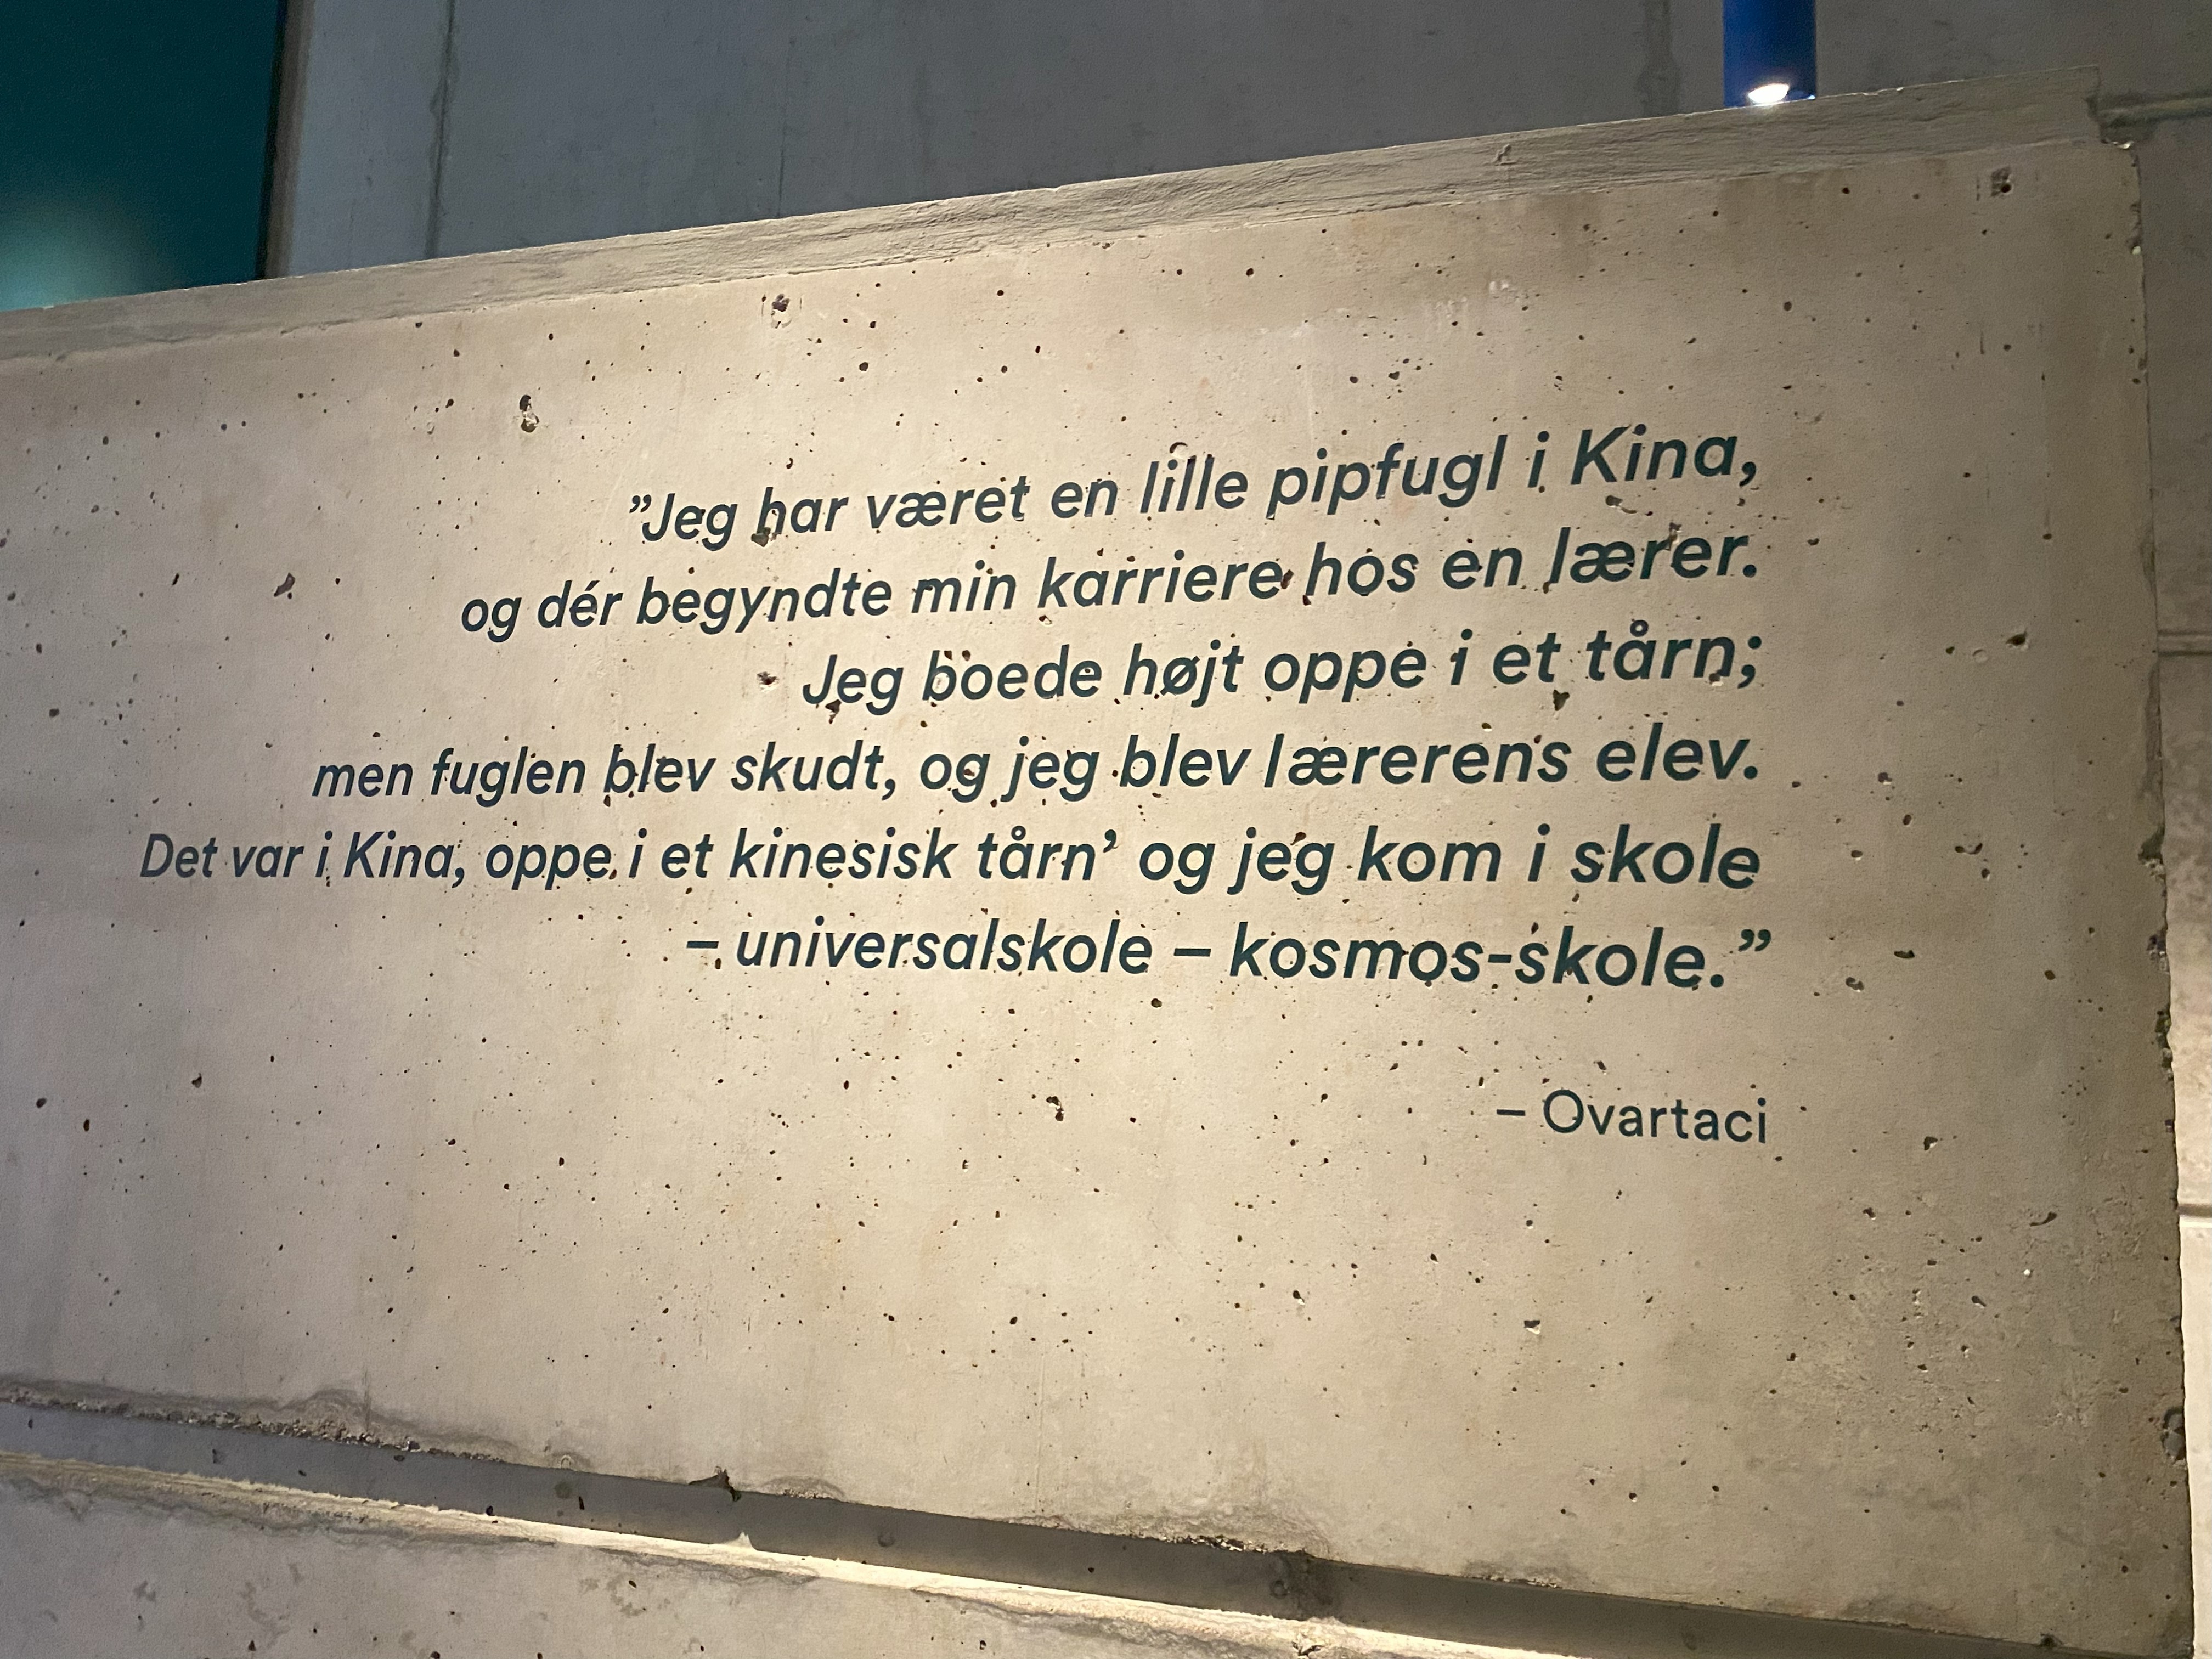 ”Jeg har været en lille pipfugl i Kina,
og dér begyndte min karriere hos en lærer.
Jeg boede højt oppe i et tårn;
men fuglen blev skudt, og jeg blev lærerens elev.
Det var i Kina, oppe i et kinesisk tårn’ og jeg kom i skole
– universalskole – kosmos-skole.”
– Ovartaci